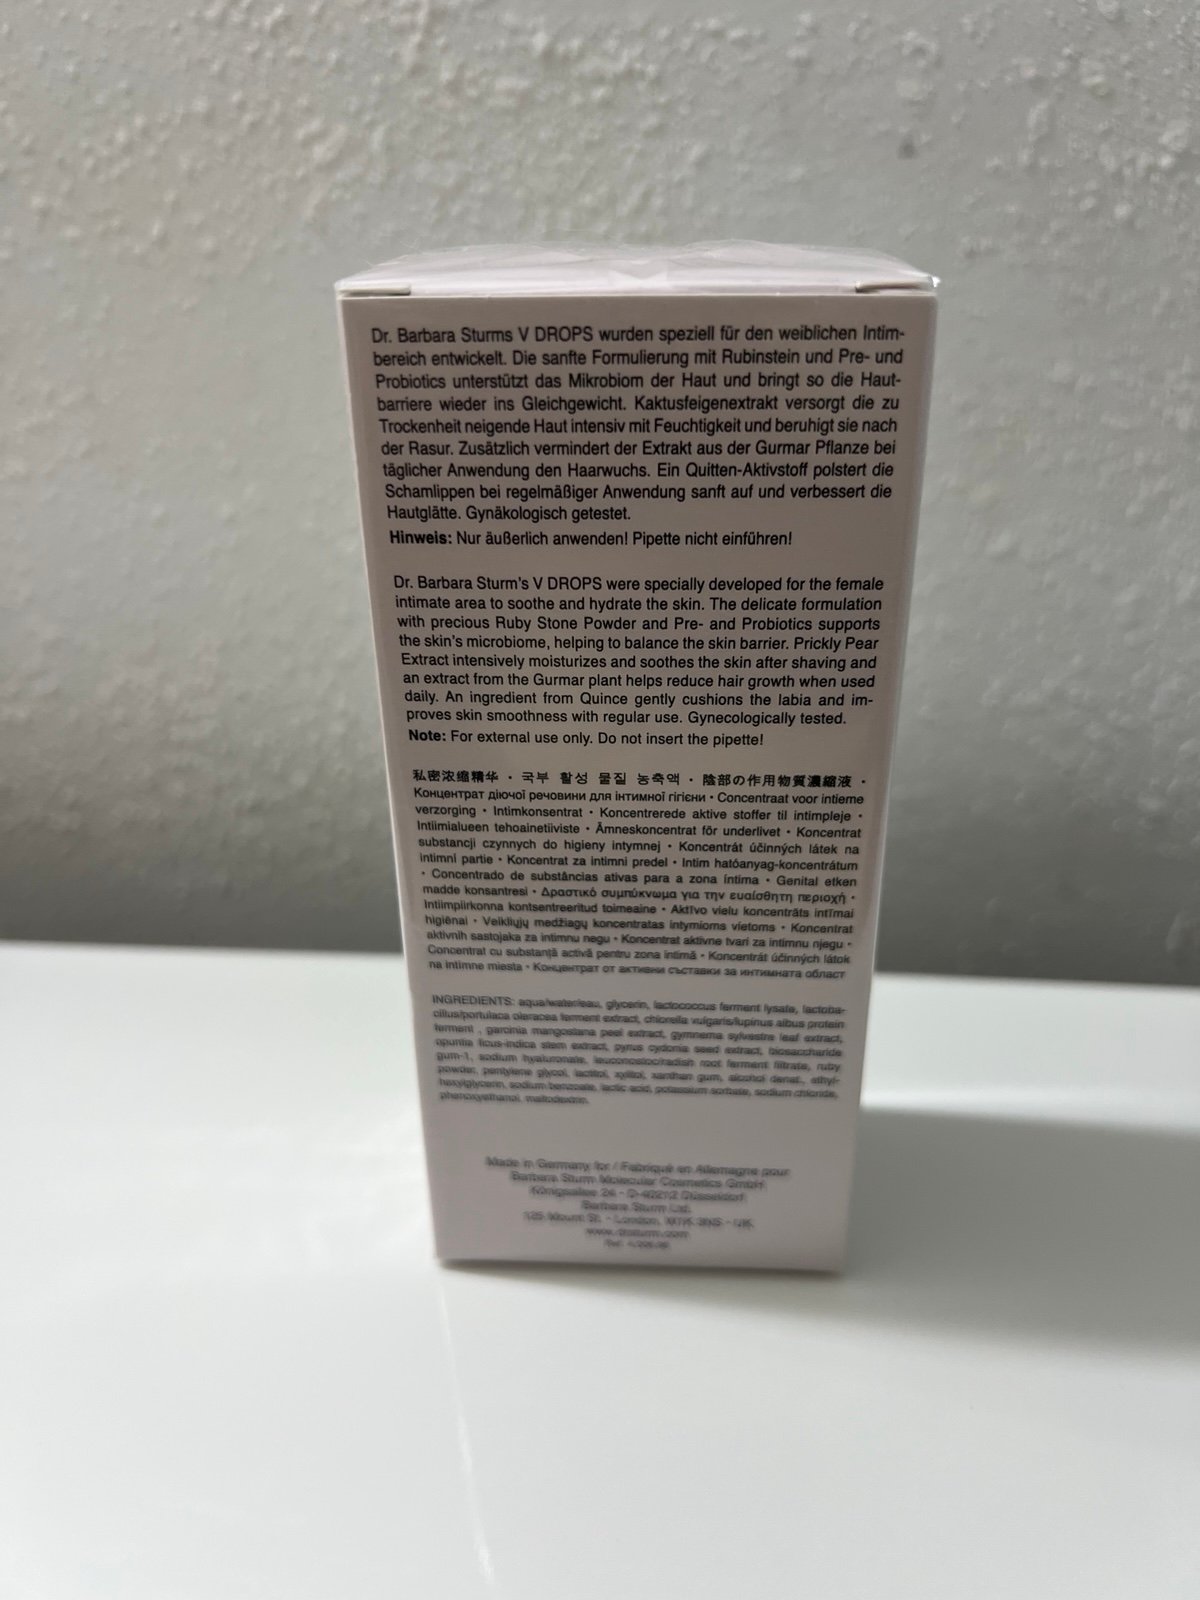 Dr. Barbara Sturms V DROPS wurden speziell für den weiblichen Intim-
bereich entwickelt. Die sanfte Formulierung mit Rubinstein und Pre- und
Probiotics unterstützt das Mikrobiom der Haut und bringt so die Haut-
barriere wieder ins Gleichgewicht. Kaktusfeigenextrakt versorgt die zu
Trockenheit neigende Haut intensiv mit Feuchtigkeit und beruhigt sie nach
der Rasur. Zusätzlich vermindert der Extrakt aus der Gurmar Pflanze bei
täglicher Anwendung den Haarwuchs. Ein Quitten-Aktivstoff polstert die
Schamlippen bei regelmäßiger Anwendung sanft auf und verbessert die
Hautglätte. Gynäkologisch getestet.
Hinweis: Nur äußerlich anwenden! Pipette nicht einführen!
Dr. Barbara Sturm's V DROPS were specially developed for the female
intimate area to soothe and hydrate the skin. The delicate formulation
with precious Ruby Stone Powder and Pre- and Probiotics supports
the skin's microbiome, helping to balance the skin barrier. Prickly Pear
Extract intensively moisturizes and soothes the skin after shaving and
an extract from the Gurmar plant helps reduce hair growth when used
daily. An ingredient from Quince gently cushions the labia and im-
proves skin smoothness with regular use. Gynecologically tested.
Note: For external use only. Do not insert the pipette!
私密浓缩精华 · 국부 활성 물질 농축액 · 陰部の作用物質濃縮液 ·
Концентрат діючої речовини для інтимної гігієни · Concentraat voor intieme
verzorging · Intimkonsentrat · Koncentrerede aktive stoffer til intimpleje ·
Intiimialueen tehoainetiiviste · Ämneskoncentrat för underlivet · Koncentrat
substancji czynnych do higieny intymnej · Koncentrát účinných látek na
intimní partie · Koncentrat za intimni predel · Intim hatóanyag-koncentrátum
· Concentrado de substâncias ativas para a zona íntima · Genital etken
madde konsantresi · Δραστικό συμπύκνωμα για την ευαίσθητη περιοχή ·
Intiimpiirkonna kontsentreeritud toimeaine · Aktīvo vielu koncentrāts intīmai
higiēnai · Veikliųjų medžiagų koncentratas intymioms vietoms · Koncentrat
aktivnih sastojaka za intimnu negu · Koncentrat aktivne tvari za intimnu njegu ·
Concentrat cu substanță activă pentru zona intimă · Koncentrát účinných látok
na intímne miesta · Концентрат от активни съставки за интимната област
INGREDIENTS: aqua/water/eau, glycerin, lactococcus ferment lysate, lactoba-
cillus/portulaca oleracea ferment extract, chlorella vulgaris/lupinus albus protein
ferment , garcinia mangostana peel extract, gymnema sylvestre leaf extract,
opuntia ficus-indica stem extract, pyrus cydonia seed extract, biosaccharide
gum-1, sodium hyaluronate, leuconostoc/radish root ferment filtrate, ruby
powder, pentylene glycol, lactitol, xylitol, xanthan gum, alcohol denat., ethyl-
hexylglycerin, sodium benzoate, lactic acid, potassium sorbate, sodium chloride,
phenoxyethanol, maltodextrin.
Made in Germany for / Fabriqué en Allemagne pour
Barbara Sturm Molecular Cosmetics GmbH
Königsallee 24 · D-40212 Düsseldorf
Barbara Sturm Ltd.
125 Mount St. · London, W1K 3NS · UK
www.drsturm.com